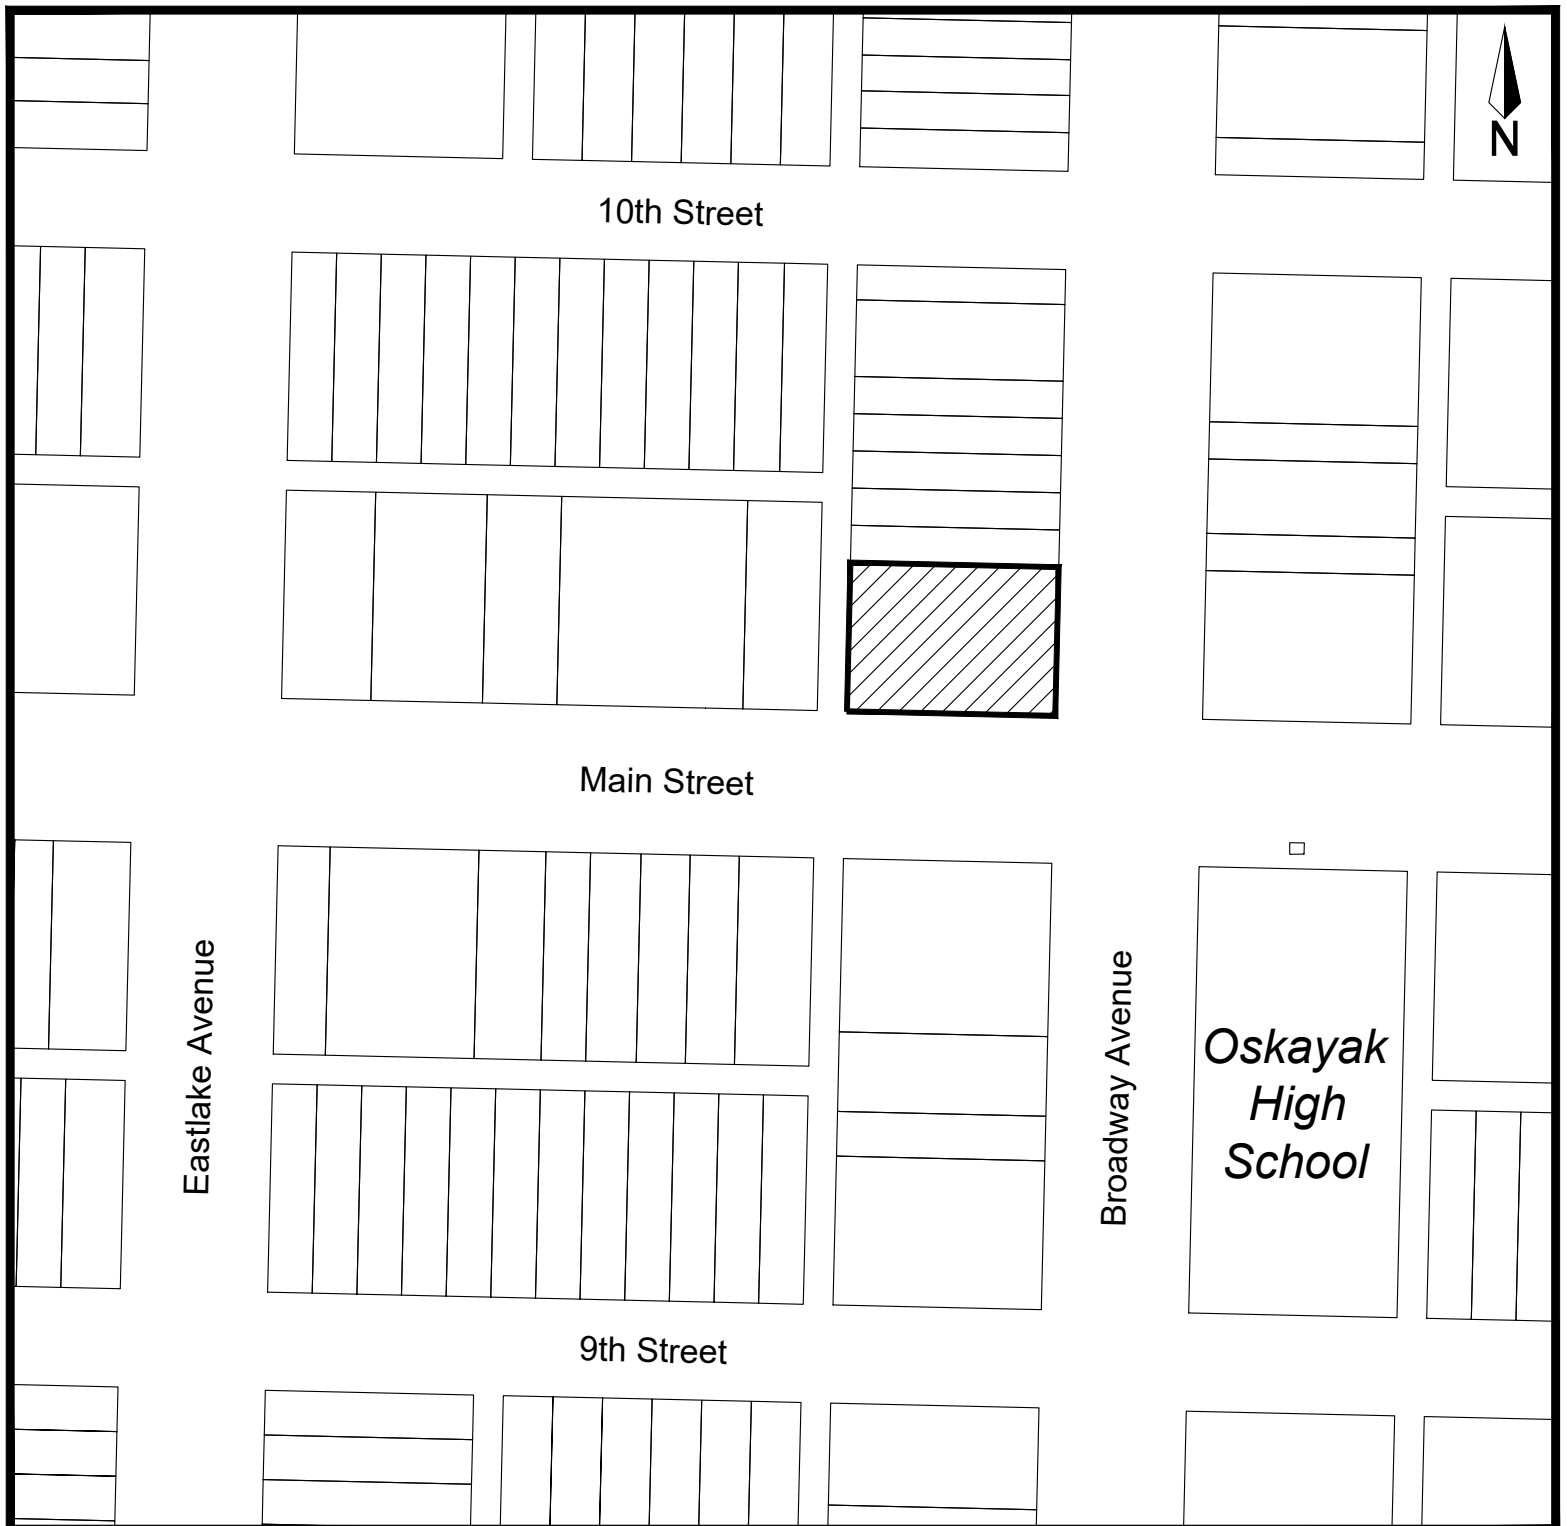 N
10th Street
Main Street
Eastlake Avenue
Broadway Avenue
Oskayak
High
School
9th Street